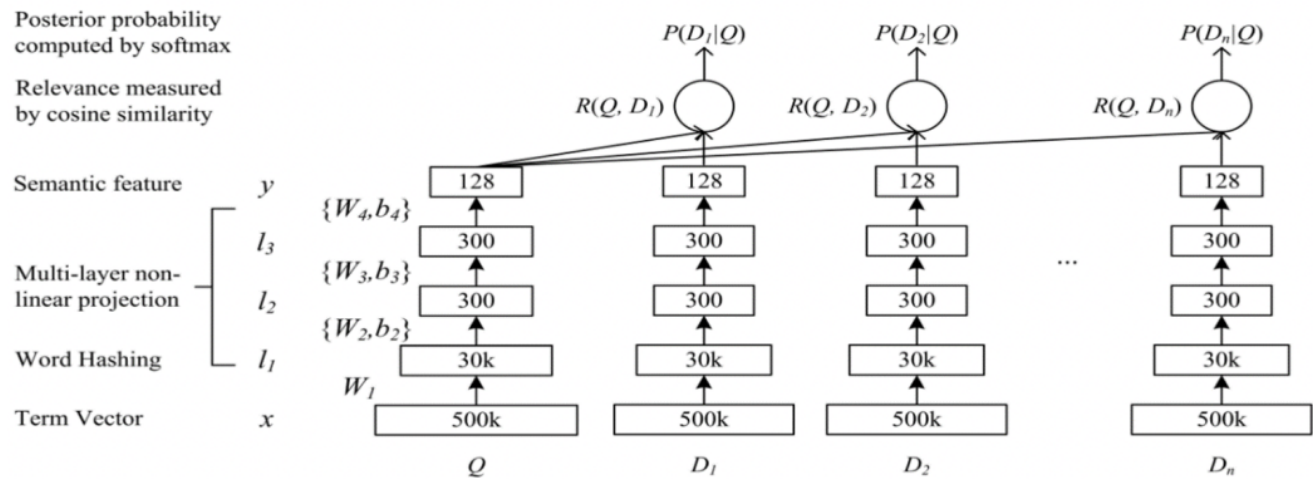 Posterior probability
computed by softmax
P(D₁|Q) P(D₂|Q) P(Dₙ|Q)
Relevance measured
by cosine similarity
R(Q, D₁) R(Q, D₂) R(Q, Dₙ)
Semantic feature y 128 128 128 128
{W₄,b₄}
l₃ 300 300 300 300
Multi-layer non-
linear projection
{W₃,b₃} ...
l₂ 300 300 300 300
{W₂,b₂}
Word Hashing l₁ 30k 30k 30k 30k
W₁
Term Vector x 500k 500k 500k 500k
Q D₁ D₂ Dₙ